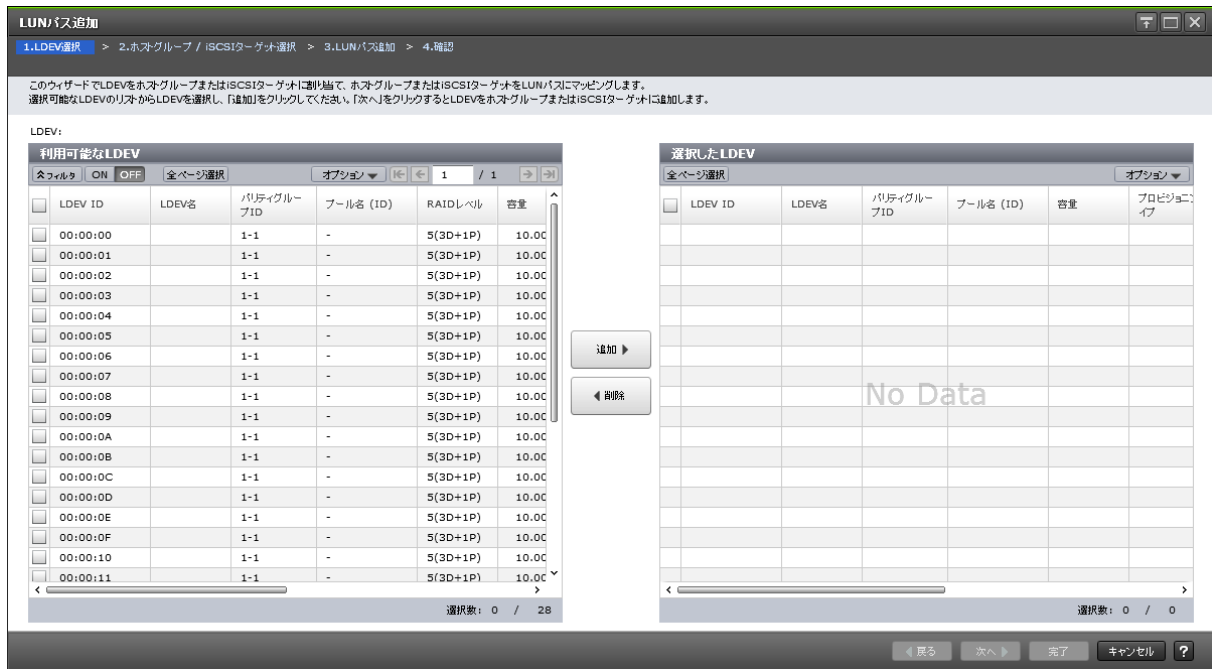 LUNパス追加
1.LDEV選択 > 2.ホストグループ / iSCSIターゲット選択 > 3.LUNパス追加 > 4.確認
このウィザードでLDEVをホストグループまたはiSCSIターゲットに割り当て、ホストグループまたはiSCSIターゲットをLUNパスにマッピングします。
選択可能なLDEVのリストからLDEVを選択し、「追加」をクリックしてください。「次へ」をクリックするとLDEVをホストグループまたはiSCSIターゲットに追加します。
LDEV:
利用可能なLDEV
フィルタ ON OFF 全ページ選択 オプション 1 / 1
LDEV ID LDEV名 パリティグループID プール名 (ID) RAIDレベル 容量
00:00:00 1-1 - 5(3D+1P) 10.00
00:00:01 1-1 - 5(3D+1P) 10.00
00:00:02 1-1 - 5(3D+1P) 10.00
00:00:03 1-1 - 5(3D+1P) 10.00
00:00:04 1-1 - 5(3D+1P) 10.00
00:00:05 1-1 - 5(3D+1P) 10.00
00:00:06 1-1 - 5(3D+1P) 10.00
00:00:07 1-1 - 5(3D+1P) 10.00
00:00:08 1-1 - 5(3D+1P) 10.00
00:00:09 1-1 - 5(3D+1P) 10.00
00:00:0A 1-1 - 5(3D+1P) 10.00
00:00:0B 1-1 - 5(3D+1P) 10.00
00:00:0C 1-1 - 5(3D+1P) 10.00
00:00:0D 1-1 - 5(3D+1P) 10.00
00:00:0E 1-1 - 5(3D+1P) 10.00
00:00:0F 1-1 - 5(3D+1P) 10.00
00:00:10 1-1 - 5(3D+1P) 10.00
00:00:11 1-1 - 5(3D+1P) 10.00
選択数: 0 / 28
追加
削除
選択したLDEV
全ページ選択 オプション
LDEV ID LDEV名 パリティグループID プール名 (ID) 容量 プロビジョニン イプ
No Data
選択数: 0 / 0
戻る 次へ 完了 キャンセル ?